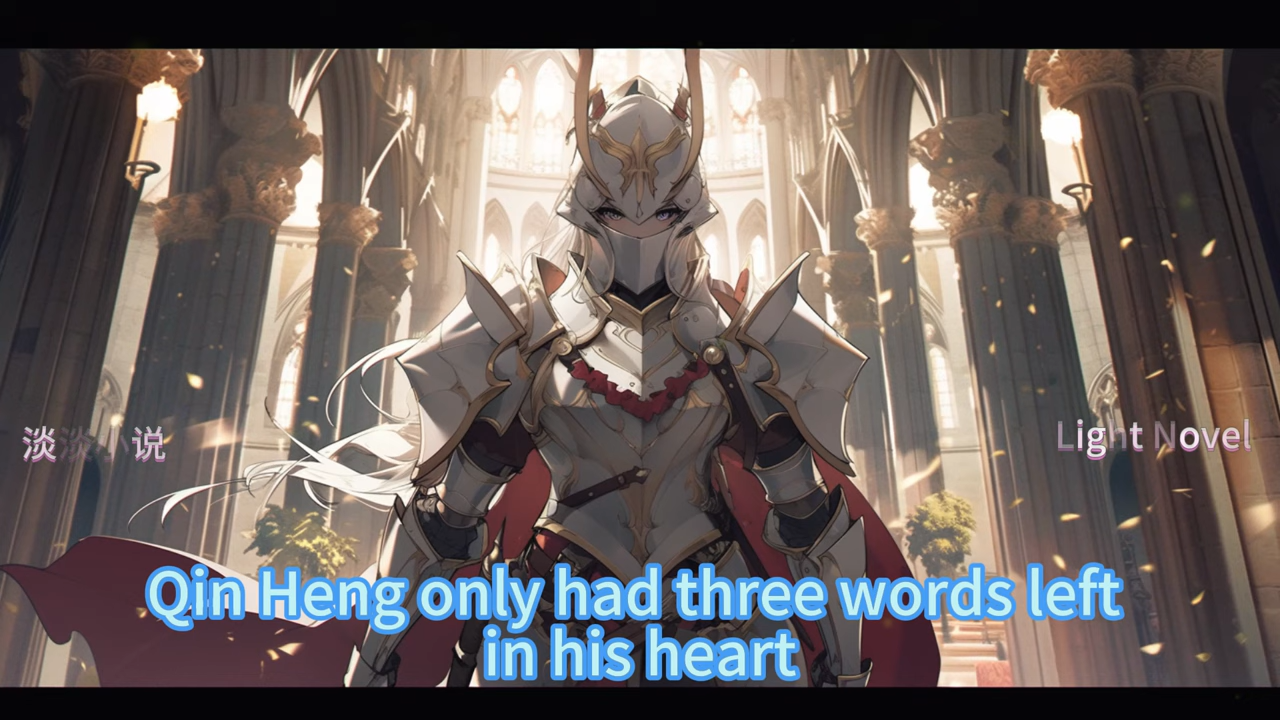 淡淡小说
Light Novel
Qin Heng only had three words left
in his heart